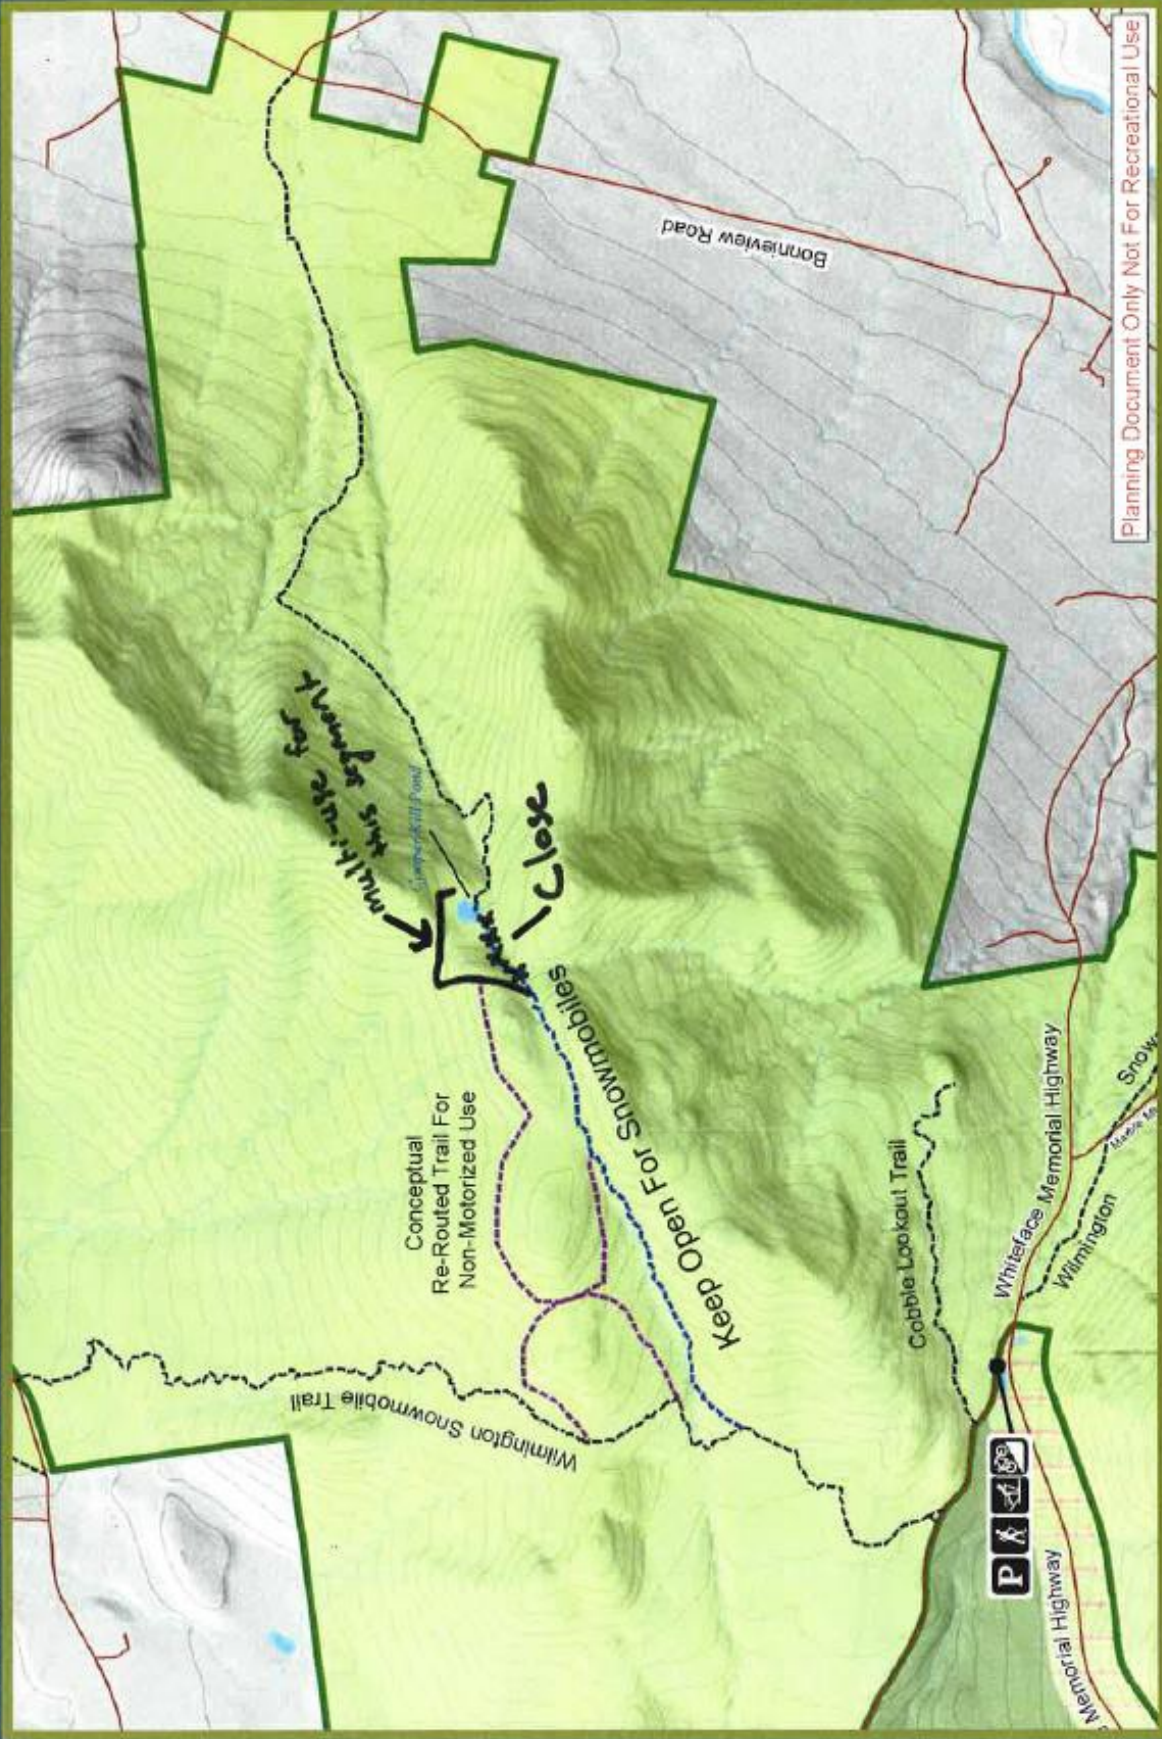 Planning Document Only Not For Recreational Use
Bonnieview Road
multi-use for
this segment
Close
Keep Open For Snowmobiles
Conceptual
Re-Routed Trail For
Non-Motorized Use
Wilmington Snowmobile Trail
Cobble Lookout Trail
Whiteface Memorial Highway
Wilmington
Snow
P
Memorial Highway